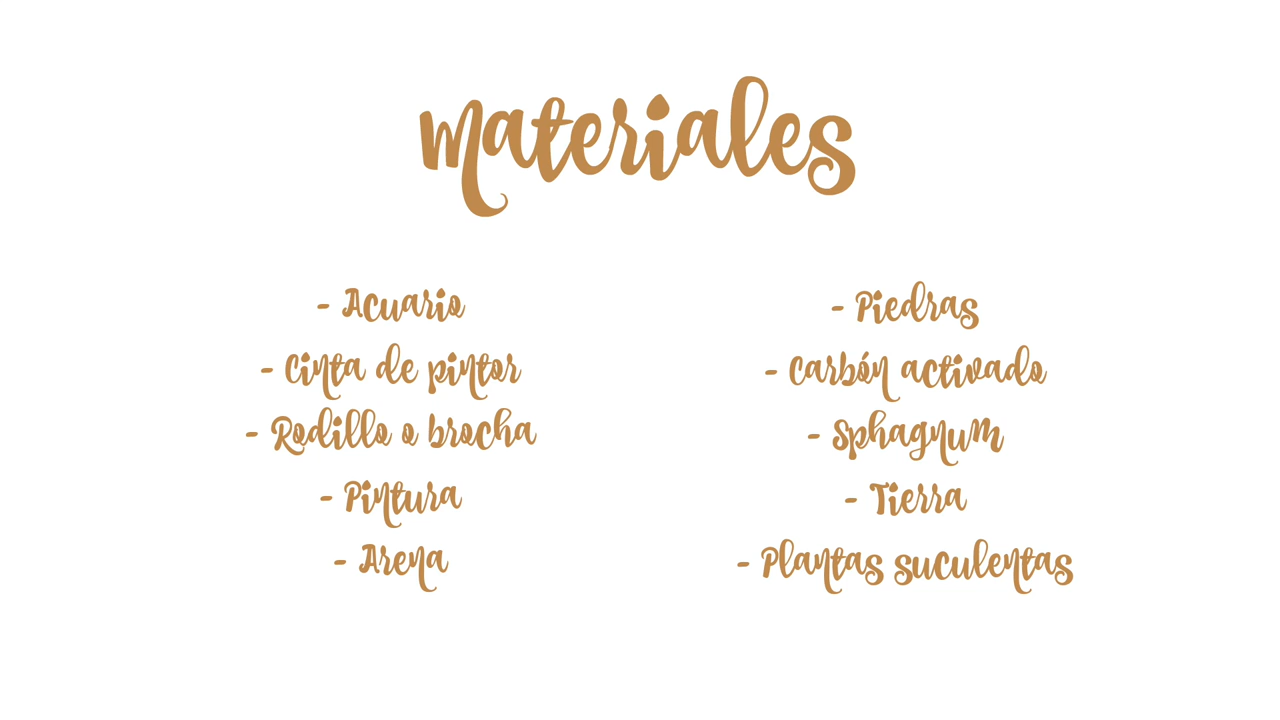 materiales
- Acuario
- Cinta de pintor
- Rodillo o brocha
- Pintura
- Arena
- Piedras
- Carbón activado
- Sphagnum
- Tierra
- Plantas suculentas